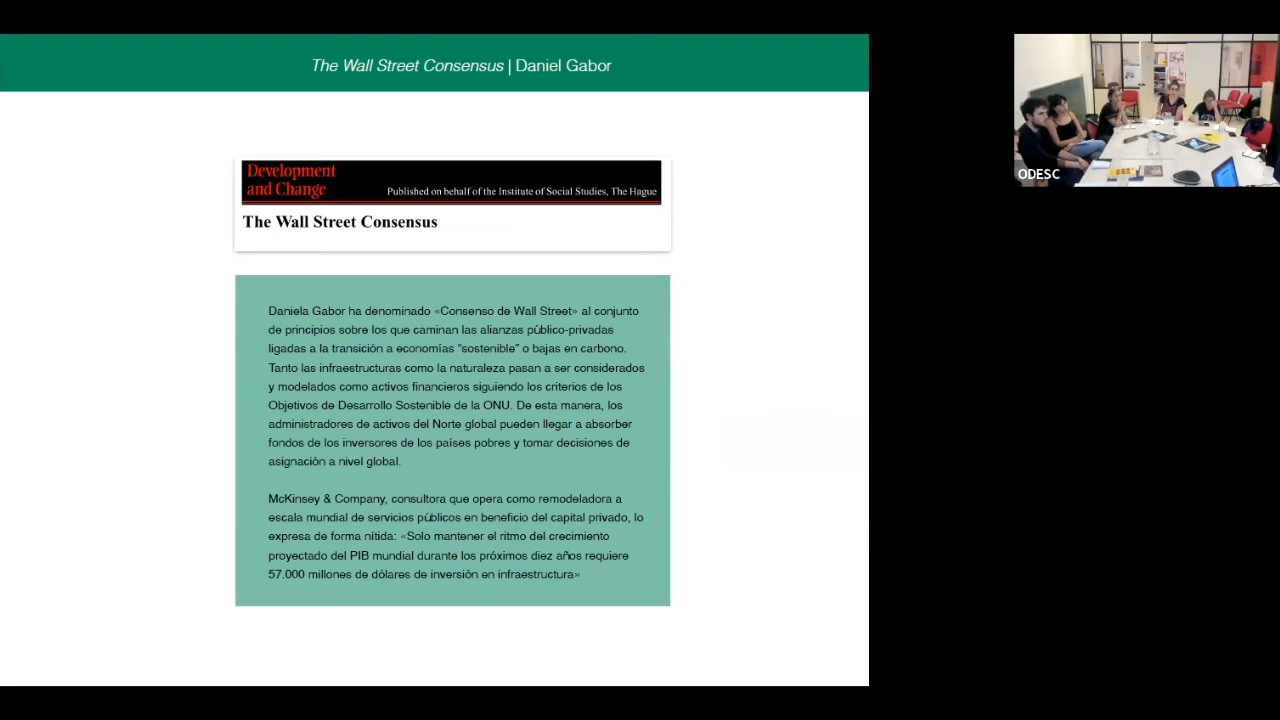 The Wall Street Consensus | Daniel Gabor
Development
and Change
Published on behalf of the Institute of Social Studies, The Hague
The Wall Street Consensus
Daniela Gabor ha denominado «Consenso de Wall Street» al conjunto
de principios sobre los que caminan las alianzas público-privadas
ligadas a la transición a economías “sostenible” o bajas en carbono.
Tanto las infraestructuras como la naturaleza pasan a ser considerados
y modelados como activos financieros siguiendo los criterios de los
Objetivos de Desarrollo Sostenible de la ONU. De esta manera, los
administradores de activos del Norte global pueden llegar a absorber
fondos de los inversores de los países pobres y tomar decisiones de
asignación a nivel global.
McKinsey & Company, consultora que opera como remodeladora a
escala mundial de servicios públicos en beneficio del capital privado, lo
expresa de forma nítida: «Solo mantener el ritmo del crecimiento
proyectado del PIB mundial durante los próximos diez años requiere
57.000 millones de dólares de inversión en infraestructura»
ODESC